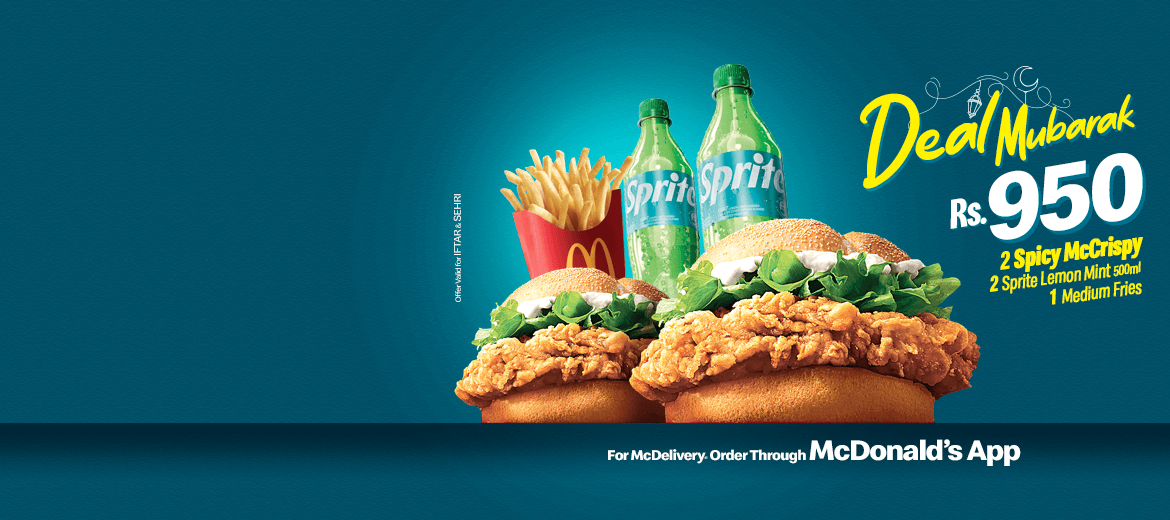 Deal Mubarak
Rs.950
2 Spicy McCrispy
2 Sprite Lemon Mint 500ml
1 Medium Fries
Offer Valid for IFTAR & SEHRI
Sprite
Sprite
For McDelivery Order Through McDonald's App